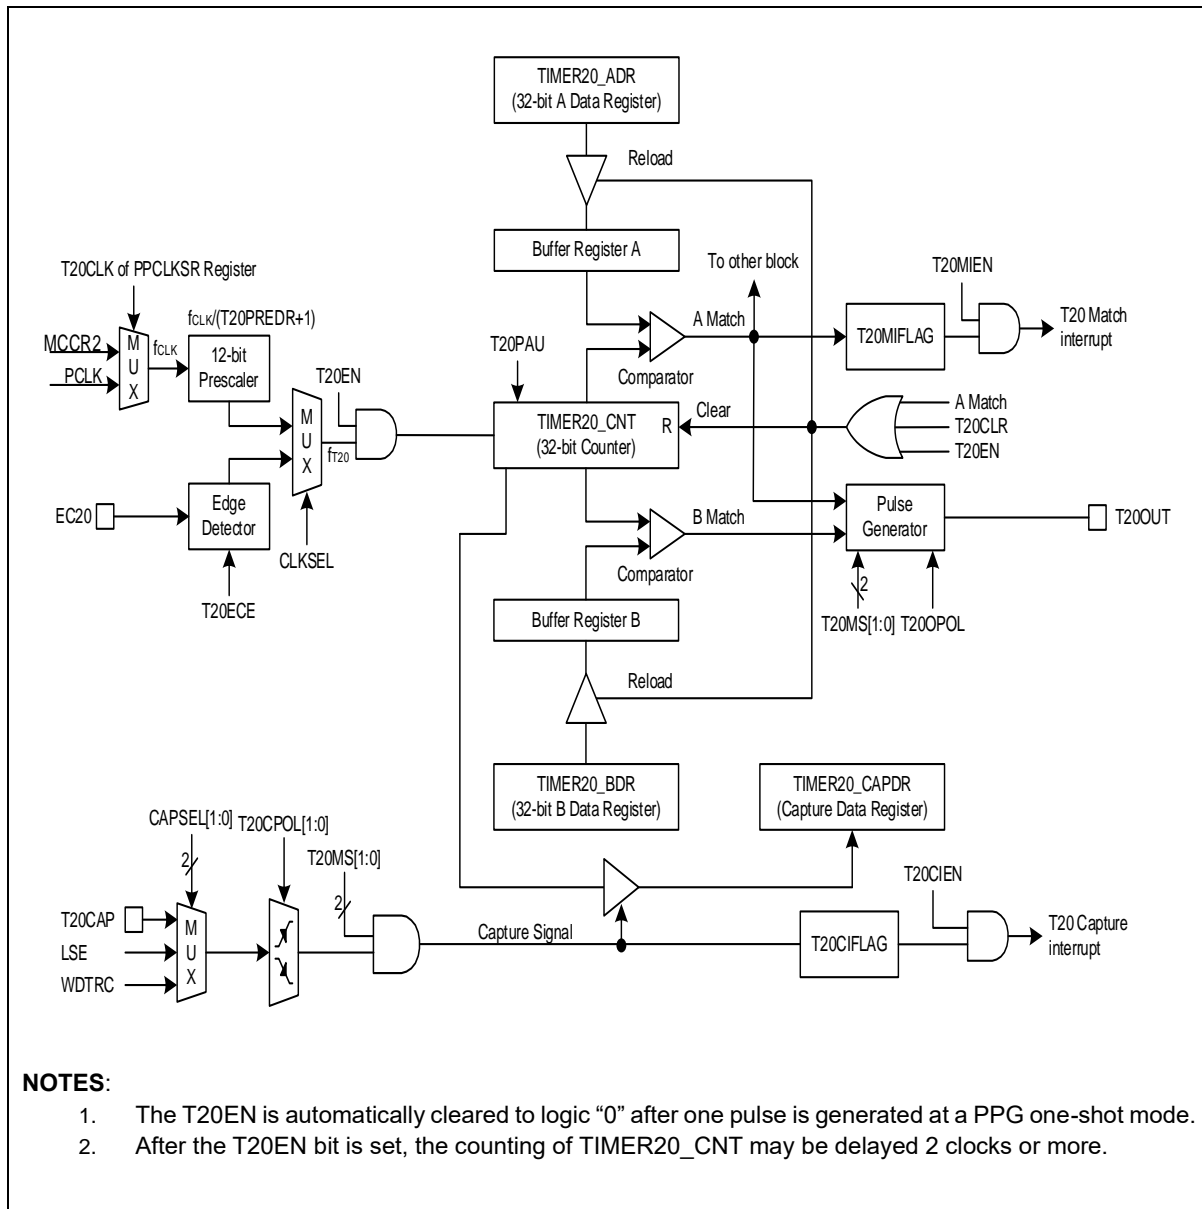 TIMER20_ADR
(32-bit A Data Register)
Reload
Buffer Register A
T20CLK of PPCLKSR Register
To other block
T20MIEN
fCLK/(T20PREDR+1)
MCCR2
PCLK
M
U
X
fCLK
12-bit
Prescaler
T20PAU
A Match
T20MIFLAG
T20 Match
interrupt
Comparator
T20EN
M
U
X
fT20
TIMER20_CNT
(32-bit Counter)
R
Clear
A Match
T20CLR
T20EN
EC20
Edge
Detector
CLKSEL
T20ECE
B Match
Comparator
Pulse
Generator
T20OUT
2
T20MS[1:0]
T20OPOL
Buffer Register B
Reload
TIMER20_BDR
(32-bit B Data Register)
TIMER20_CAPDR
(Capture Data Register)
CAPSEL[1:0]
T20CPOL[1:0]
T20MS[1:0]
2
2
T20CAP
LSE
WDTRC
M
U
X
Capture Signal
T20CIEN
T20CIFLAG
T20 Capture
interrupt
NOTES:
1. The T20EN is automatically cleared to logic “0” after one pulse is generated at a PPG one-shot mode.
2. After the T20EN bit is set, the counting of TIMER20_CNT may be delayed 2 clocks or more.